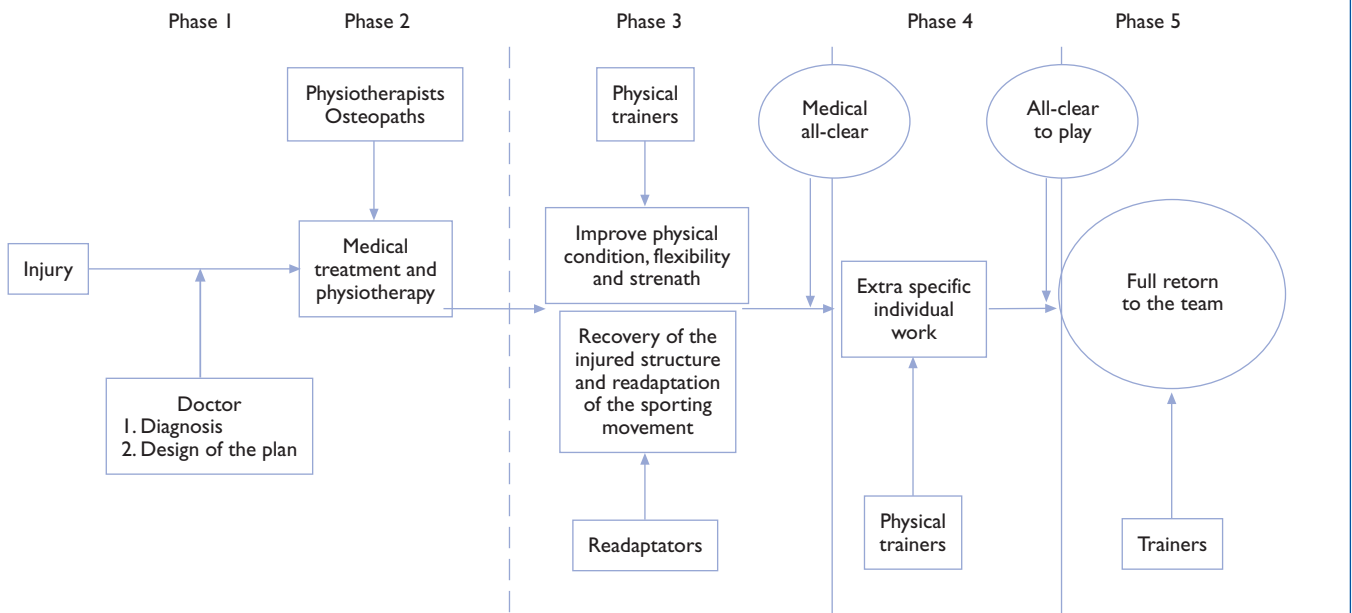 Phase 1
Phase 2
Phase 3
Phase 4
Phase 5
Physiotherapists
Osteopaths
Physical
trainers
Medical
all-clear
All-clear
to play
Injury
Medical
treatment and
physiotherapy
Improve physical
condition, flexibility
and strenath
Extra specific
individual
work
Full retorn
to the team
Recovery of the
injured structure
and readaptation
of the sporting
movement
Doctor
1. Diagnosis
2. Design of the plan
Readaptators
Physical
trainers
Trainers